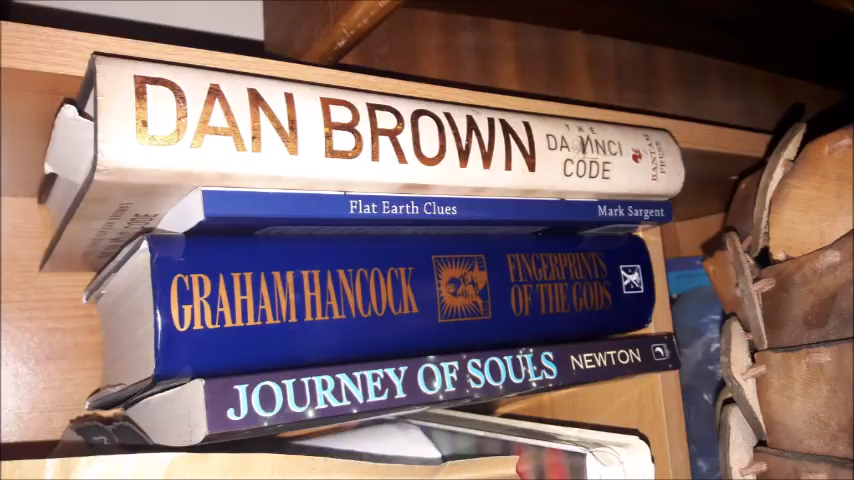 DAN BROWN
THE
DA VINCI
CODE
BANTAM
PRESS
Flat Earth Clues
Mark Sargent
GRAHAM HANCOCK
FINGERPRINTS
OF THE GODS
JOURNEY OF SOULS
NEWTON